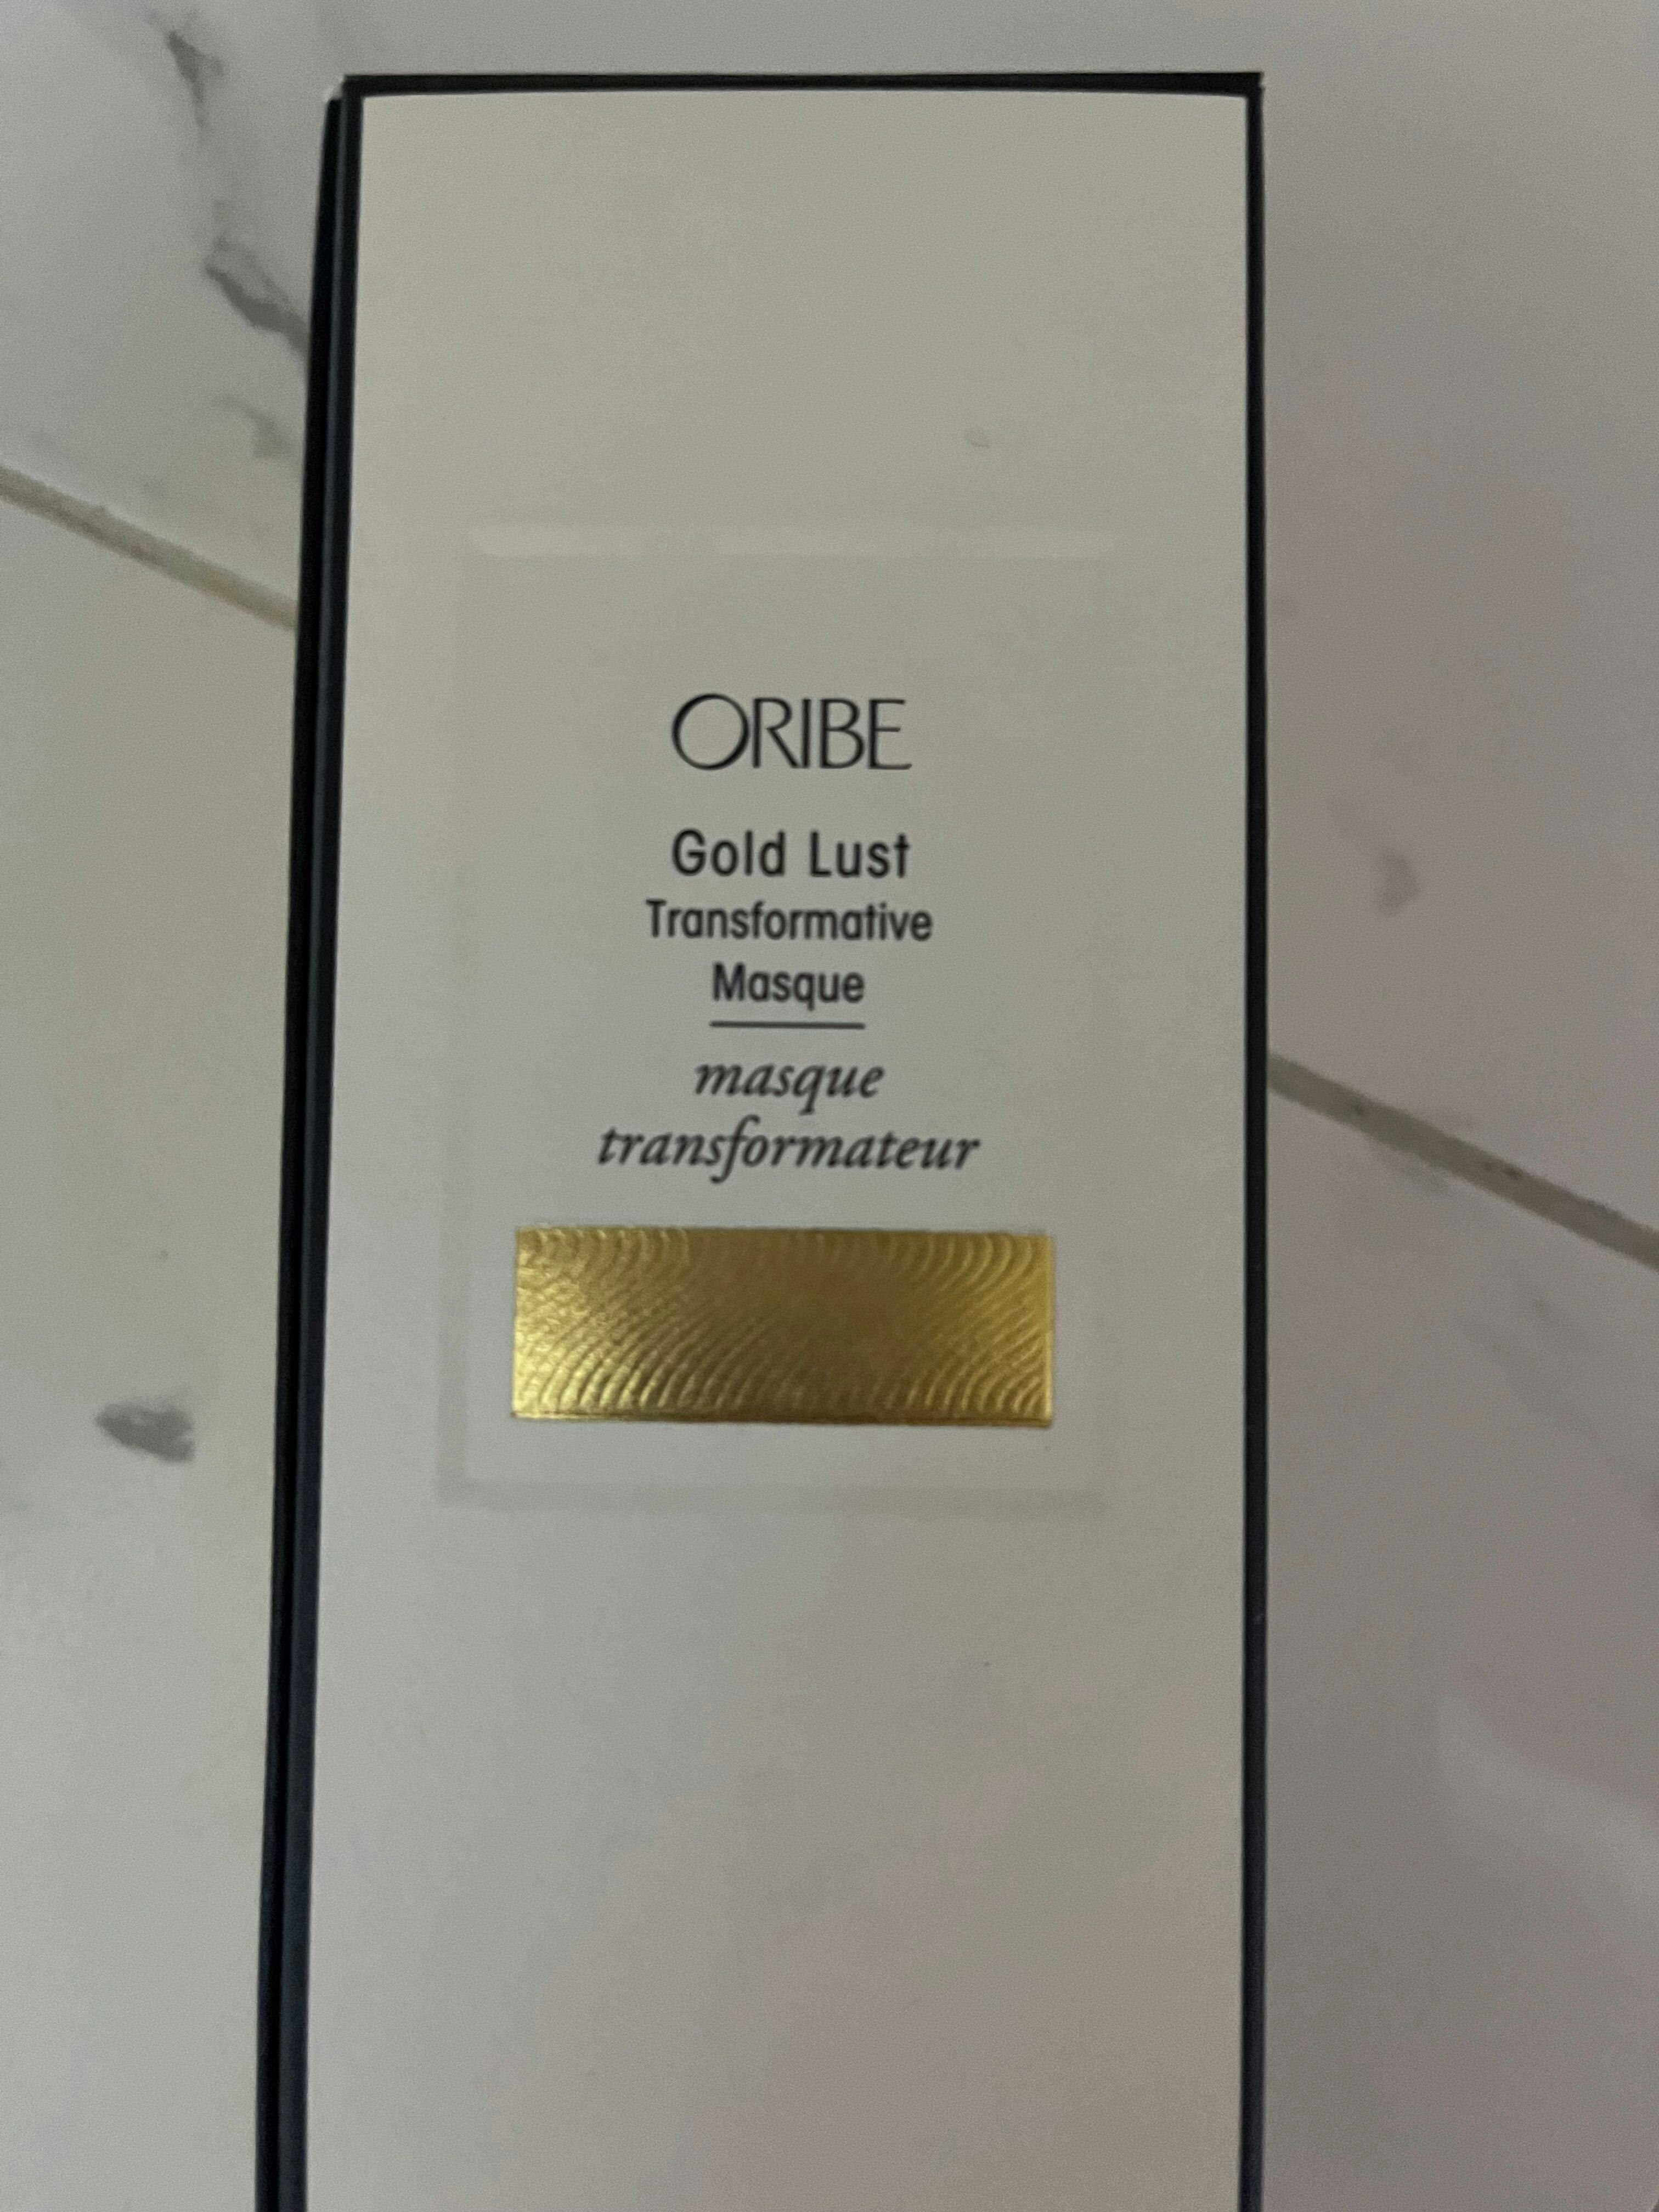 ORIBE
Gold Lust
Transformative
Masque
masque
transformateur